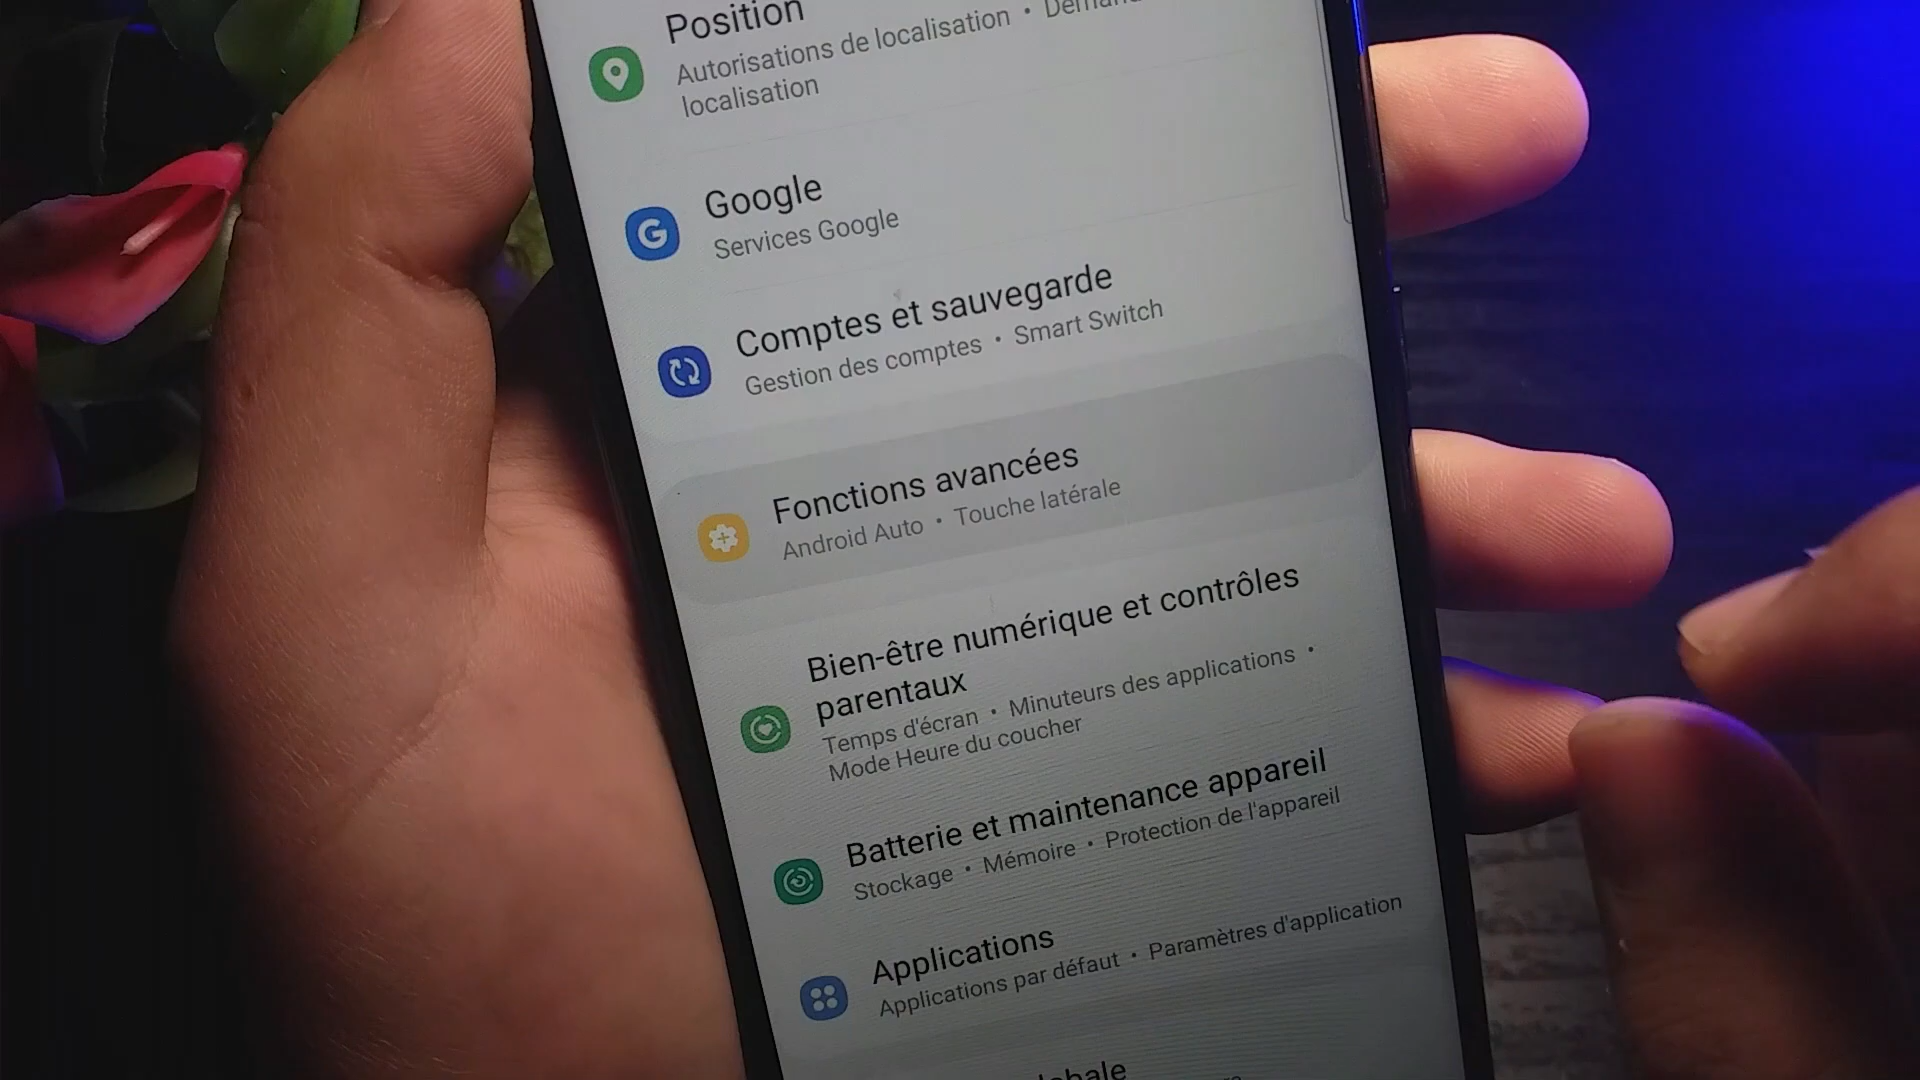 Position
Autorisations de localisation •
localisation
Google
Services Google
Comptes et sauvegarde
Gestion des comptes • Smart Switch
Fonctions avancées
Android Auto • Touche latérale
Bien-être numérique et contrôles
parentaux
Temps d'écran • Minuteurs des applications •
Mode Heure du coucher
Batterie et maintenance appareil
Stockage • Mémoire • Protection de l'appareil
Applications
Applications par défaut • Paramètres d'application